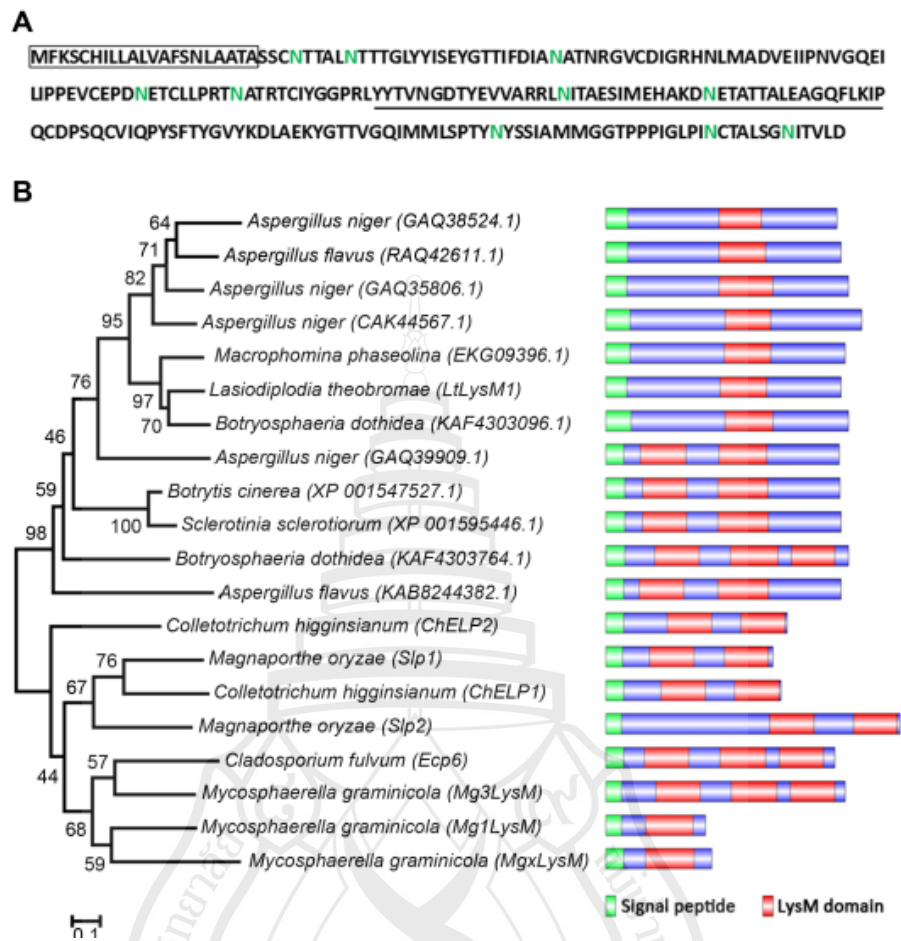 A
MFKSCHILLALVAFSNLAATASSCNTTALNTTTGLYYISEYGTTIFDIANATNRGVCDIGRHNLMADVEIIPNVGQEI
LIPPEVCEPDNETCLLPRTNATRTCIYGGPRLYYTVNGDTYEVVARRLNITAESIMEHAKDNETATTALEAGQFLKIP
QCDPSQCVIQPYSFTYGVYKDLAEKYGTTVGQIMMLSPTYNYSSIAMMGGTPPPIGLPINCTALSGNITVLD
B
64 Aspergillus niger (GAQ38524.1)
71 Aspergillus flavus (RAQ42611.1)
82 Aspergillus niger (GAQ35806.1)
95 Aspergillus niger (CAK44567.1)
Macrophomina phaseolina (EKG09396.1)
76 97 Lasiodiplodia theobromae (LtLysM1)
70 Botryosphaeria dothidea (KAF4303096.1)
46 Aspergillus niger (GAQ39909.1)
59 Botrytis cinerea (XP 001547527.1)
98 100 Sclerotinia sclerotiorum (XP 001595446.1)
Botryosphaeria dothidea (KAF4303764.1)
Aspergillus flavus (KAB8244382.1)
Colletotrichum higginsianum (ChELP2)
76 Magnaporthe oryzae (Slp1)
67 Colletotrichum higginsianum (ChELP1)
Magnaporthe oryzae (Slp2)
44 57 Cladosporium fulvum (Ecp6)
Mycosphaerella graminicola (Mg3LysM)
68 Mycosphaerella graminicola (Mg1LysM)
59 Mycosphaerella graminicola (MgxLysM)
Signal peptide LysM domain
0.1